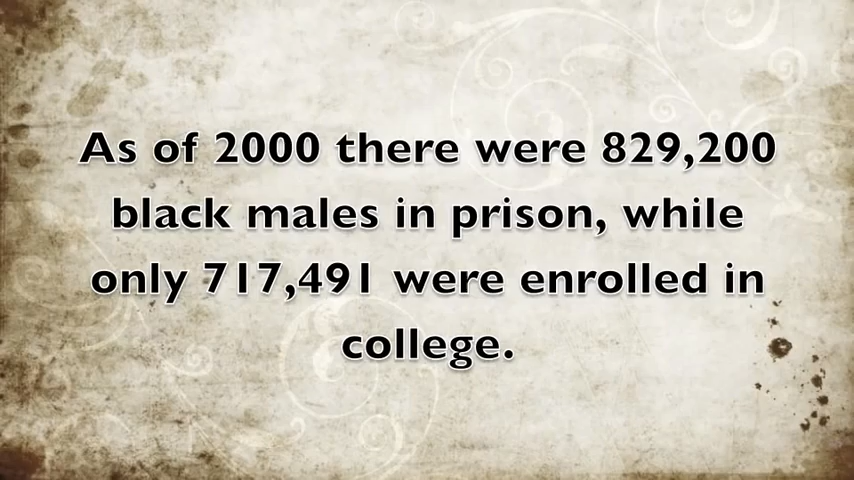 As of 2000 there were 829,200
black males in prison, while
only 717,491 were enrolled in
college.